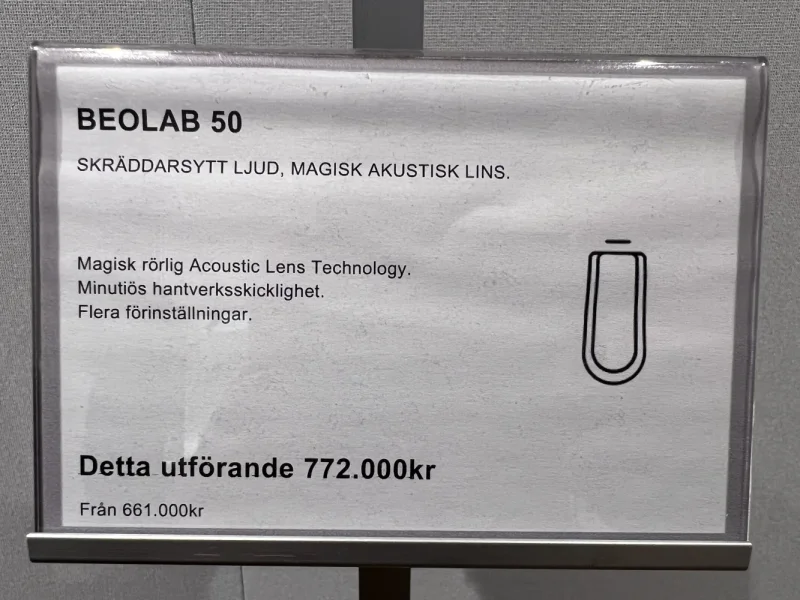 BEOLAB 50
SKRÄDDARSYTT LJUD, MAGISK AKUSTISK LINS.
Magisk rörlig Acoustic Lens Technology.
Minutiös hantverksskicklighet.
Flera förinställningar.
Detta utförande 772.000kr
Från 661.000kr